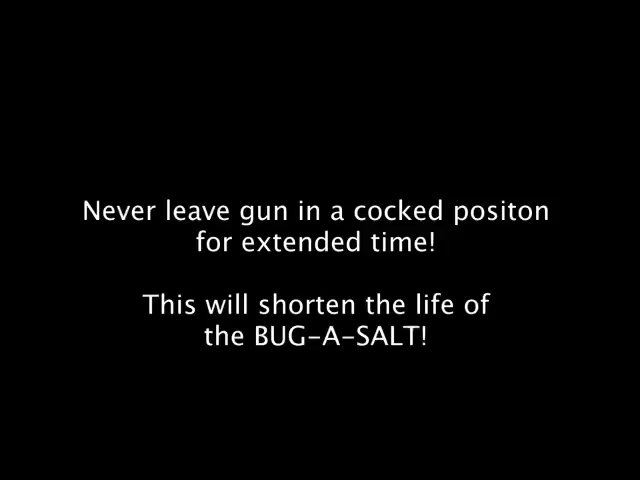 Never leave gun in a cocked positon
for extended time!
This will shorten the life of
the BUG-A-SALT!